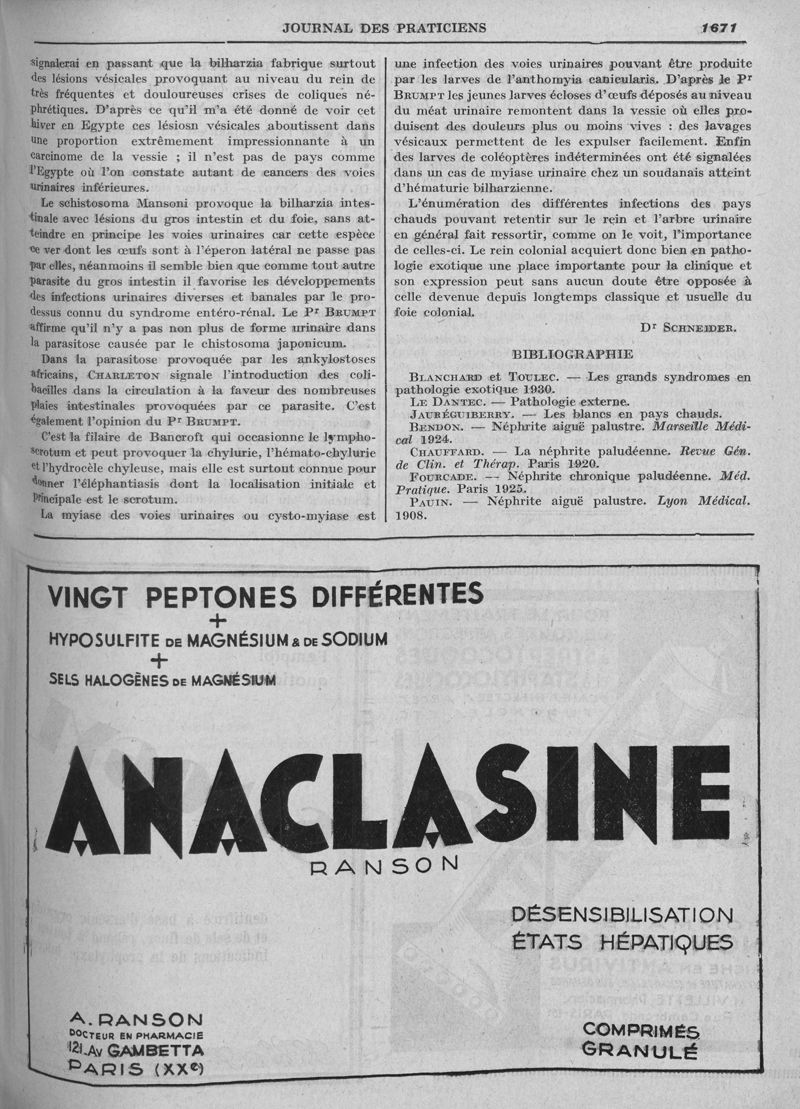 JOURNAL DES PRATICIENS 1671
signalerai en passant que la bilharzia fabrique surtout
des lésions vésicales provoquant au niveau du rein de
très fréquentes et douloureuses crises de coliques né-
phrétiques. D'après ce qu'il m'a été donné de voir cet
hiver en Egypte ces lésiosn vésicales aboutissent dans
une proportion extrêmement impressionnante à un
carcinome de la vessie ; il n'est pas de pays comme
l'Egypte où l'on constate autant de cancers des voies
urinaires inférieures.
Le schistosoma Mansoni provoque la bilharzia intes-
tinale avec lésions du gros intestin et du foie, sans at-
teindre en principe les voies urinaires car cette espèce
de ver dont les œufs sont à l'éperon latéral ne passe pas
par elles, néanmoins il semble bien que comme tout autre
parasite du gros intestin il favorise les développements
des infections urinaires diverses et banales par le pro-
dessus connu du syndrome entéro-rénal. Le Pr BRUMPT
affirme qu'il n'y a pas non plus de forme urinaire dans
la parasitose causée par le chistosoma japonicum.
Dans la parasitose provoquée par les ankylostoses
africains, CHARLETON signale l'introduction des coli-
bacilles dans la circulation à la faveur des nombreuses
plaies intestinales provoquées par ce parasite. C'est
également l'opinion du Pr BRUMPT.
C'est la filaire de Bancroft qui occasionne le lympho-
scrotum et peut provoquer la chylurie, l'hémato-chylurie
et l'hydrocèle chyleuse, mais elle est surtout connue pour
donner l'éléphantiasis dont la localisation initiale et
principale est le scrotum.
La myiase des voies urinaires ou cysto-myiase est
une infection des voies urinaires pouvant être produite
par les larves de l'anthomyia canicularis. D'après le Pr
BRUMPT les jeunes larves écloses d'œufs déposés au niveau
du méat urinaire remontent dans la vessie où elles pro-
duisent des douleurs plus ou moins vives : des lavages
vésicaux permettent de les expulser facilement. Enfin
des larves de coléoptères indéterminées ont été signalées
dans un cas de myiase urinaire chez un soudanais atteint
d'hématurie bilharzienne.
L'énumération des différentes infections des pays
chauds pouvant retentir sur le rein et l'arbre urinaire
en général fait ressortir, comme on le voit, l'importance
de celles-ci. Le rein colonial acquiert donc bien en patho-
logie exotique une place importante pour la clinique et
son expression peut sans aucun doute être opposée à
celle devenue depuis longtemps classique et usuelle du
foie colonial.
Dr SCHNEIDER.
BIBLIOGRAPHIE
BLANCHARD et TOULEC. — Les grands syndromes en
pathologie exotique 1930.
LE DANTEC. — Pathologie externe.
JAURÉGUIBERRY. — Les blancs en pays chauds.
BENDON. — Néphrite aiguë palustre. Marseille Médi-
cal 1924.
CHAUFFARD. — La néphrite paludéenne. Revue Gén.
de Clin. et Thérap. Paris 1920.
FOURCADE. — Néphrite chronique paludéenne. Méd.
Pratique. Paris 1925.
PAUIN. — Néphrite aiguë palustre. Lyon Médical.
1908.
VINGT PEPTONES DIFFÉRENTES
+
HYPOSULFITE DE MAGNÉSIUM & DE SODIUM
+
SELS HALOGÈNES DE MAGNÉSIUM
ANACLASINE
RANSON
DÉSENSIBILISATION
ÉTATS HÉPATIQUES
A. RANSON
DOCTEUR EN PHARMACIE
121. AV GAMBETTA
PARIS (XXe)
COMPRIMÉS
GRANULÉ